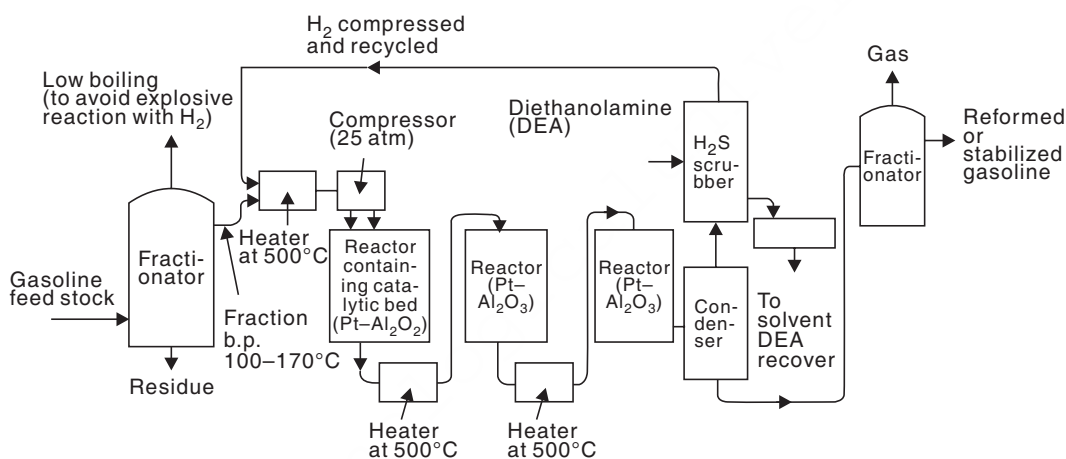 H2 compressed
and recycled
Low boiling
(to avoid explosive
reaction with H2)
Compressor
(25 atm)
Diethanolamine
(DEA)
H2S
scru-
bber
Gas
Reformed
or
stabilized
gasoline
Fracti-
onator
Heater
at 500°C
Fracti-
onator
Gasoline
feed stock
Fraction
b.p.
100–170°C
Residue
Reactor
contain-
ing cata-
lytic bed
(Pt–Al2O2)
Reactor
(Pt–
Al2O3)
Reactor
(Pt–
Al2O3)
Con-
den-
ser
To
solvent
DEA
recover
Heater
at 500°C
Heater
at 500°C